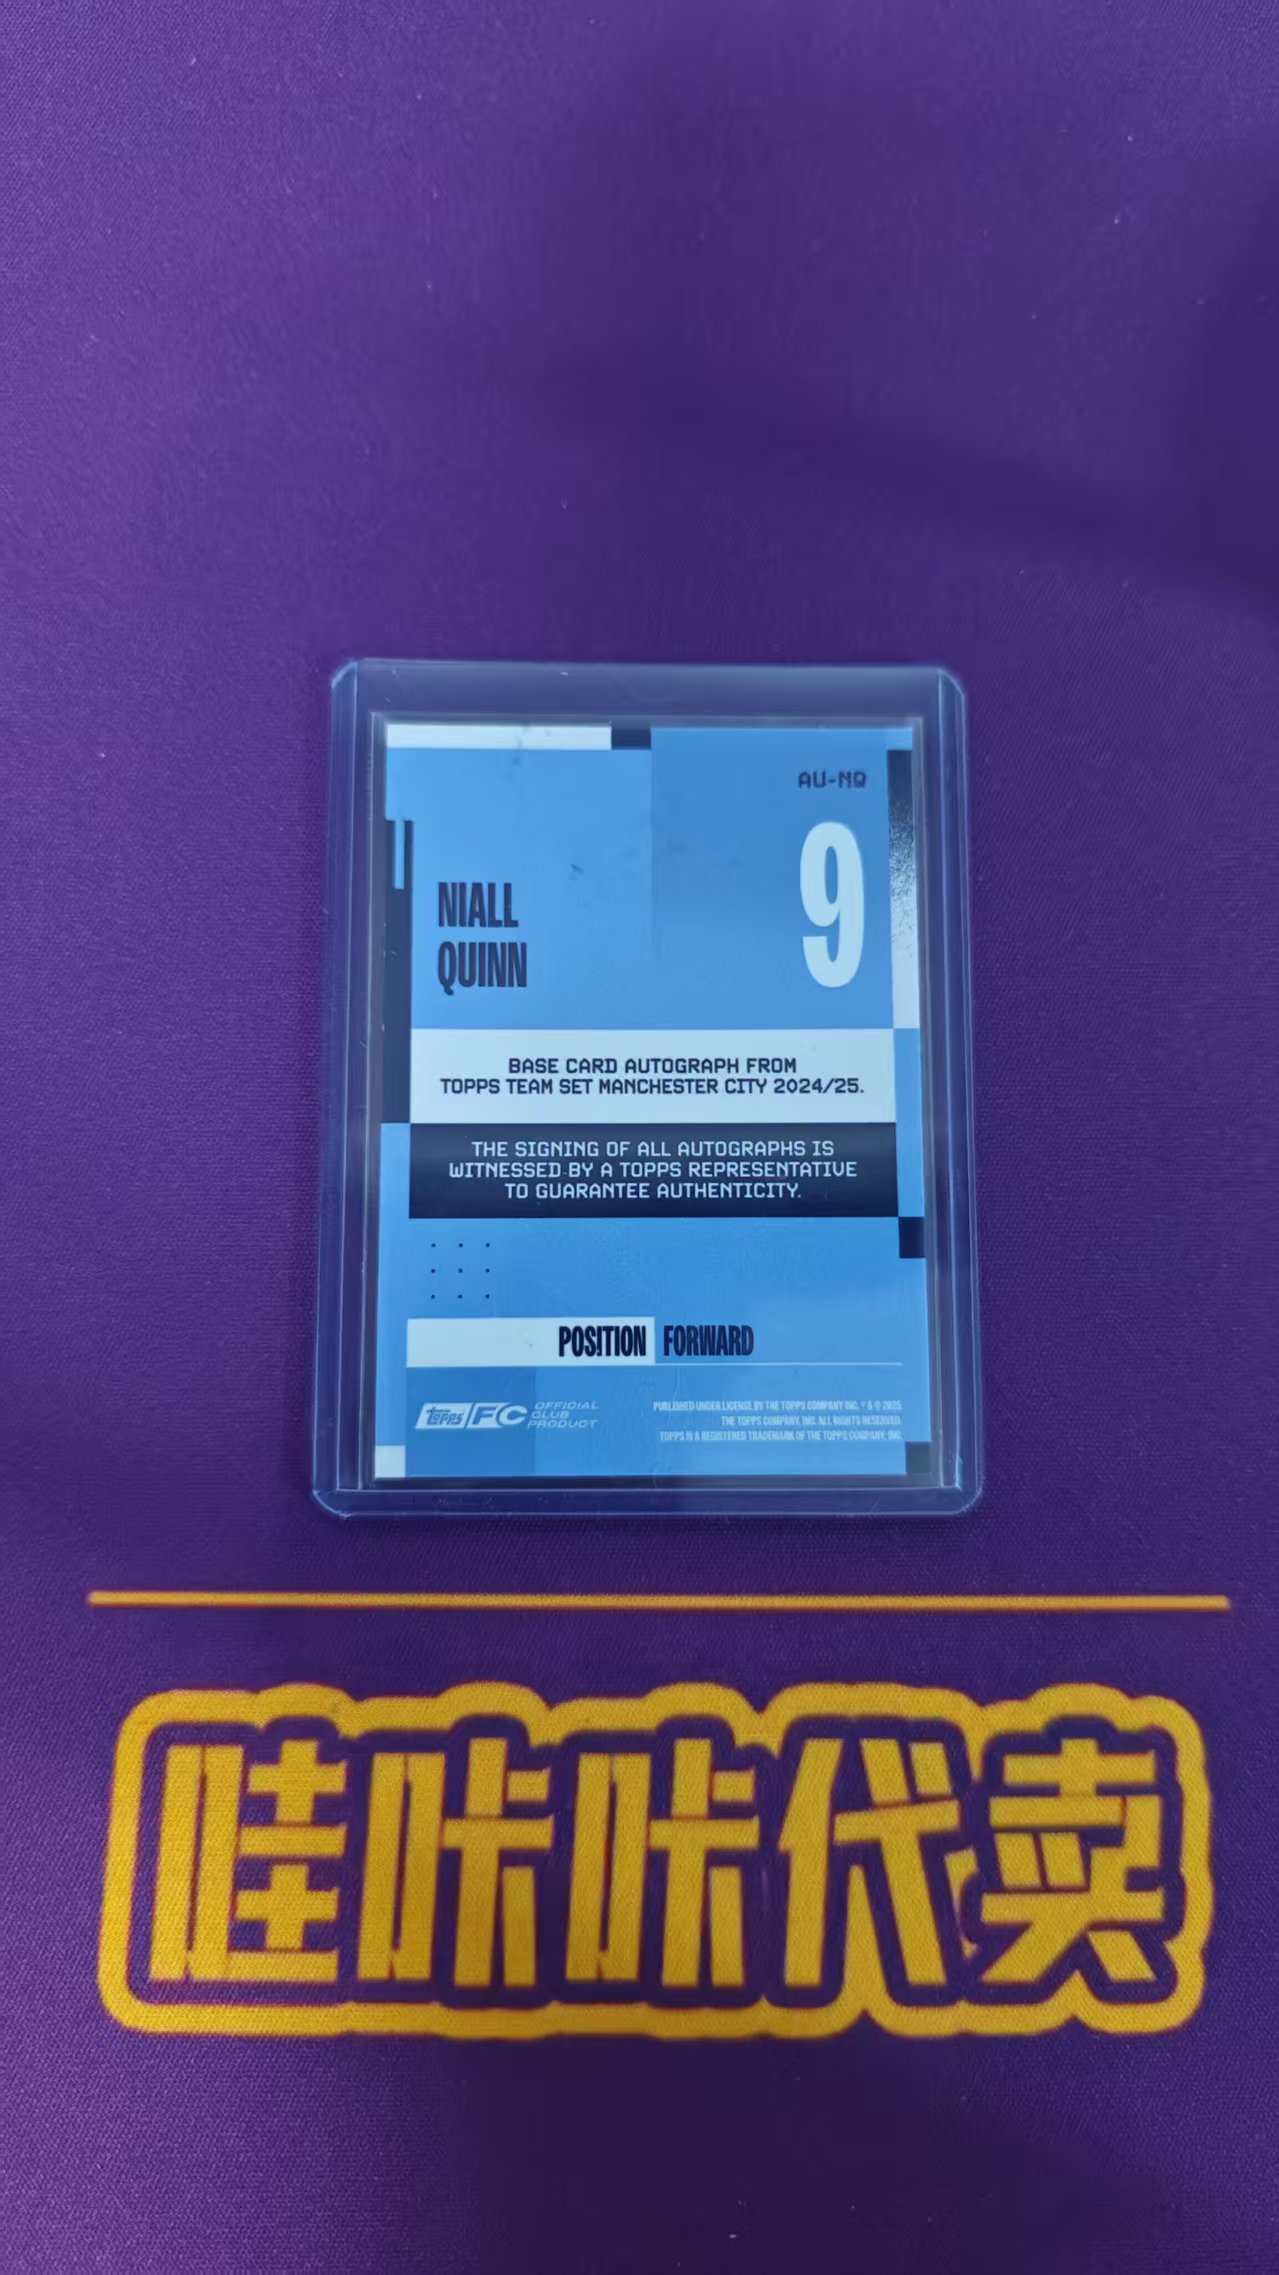 AU-NQ
9
NIALL
QUINN
BASE CARD AUTOGRAPH FROM
TOPPS TEAM SET MANCHESTER CITY 2024/25.
THE SIGNING OF ALL AUTOGRAPHS IS
WITNESSED BY A TOPPS REPRESENTATIVE
TO GUARANTEE AUTHENTICITY.
POSITION FORWARD
topps FC OFFICIAL
CLUB
PRODUCT
PUBLISHED UNDER LICENSE BY THE TOPPS COMPANY INC. ® & © 2025
THE TOPPS COMPANY, INC. ALL RIGHTS RESERVED.
TOPPS IS A REGISTERED TRADEMARK OF THE TOPPS COMPANY, INC.
哇咔咔代卖